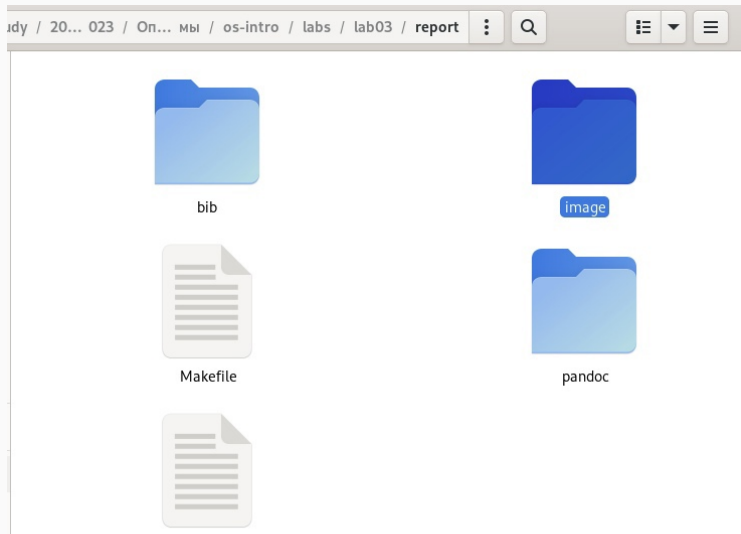 udy / 20... 023 / Оп... мы / os-intro / labs / lab03 / report
bib
image
Makefile
pandoc